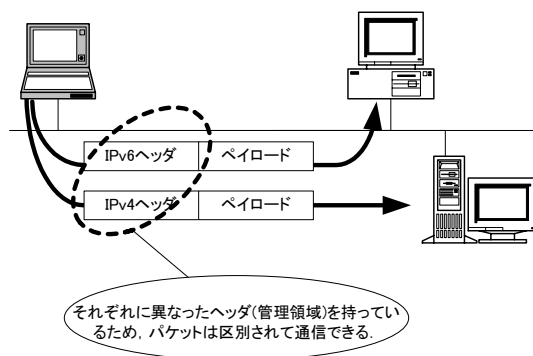 IPv6ヘッダ ペイロード
IPv4ヘッダ ペイロード
それぞれに異なったヘッダ(管理領域)を持ってい
るため, パケットは区別されて通信できる.